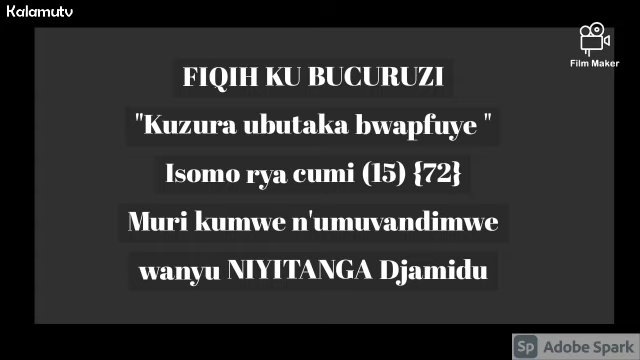 Kalamutv
Film Maker
FIQIH KU BUCURUZI
"Kuzura ubutaka bwapfuye "
Isomo rya cumi (15) {72}
Muri kumwe n'umuvandimwe
wanyu NIYITANGA Djamidu
Sp Adobe Spark